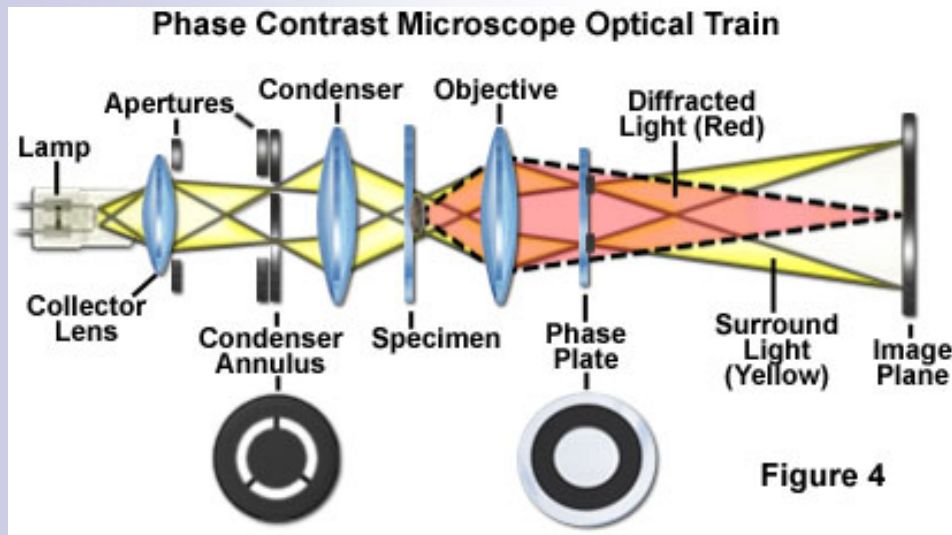 Phase Contrast Microscope Optical Train
Condenser
Objective
Apertures
Diffracted
Light (Red)
Lamp
Collector
Lens
Condenser
Annulus
Specimen
Phase
Plate
Surround
Light
(Yellow)
Image
Plane
Figure 4